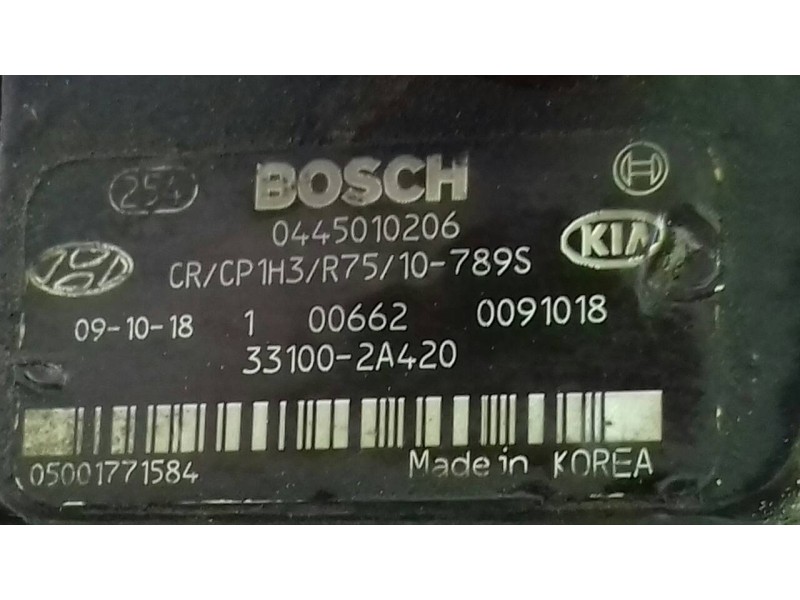 254 BOSCH
0445010206
KIA
CR/CP1H3/R75/10-789S
09-10-18 1 00662 0091018
33100-2A420
05001771584 Made in KOREA